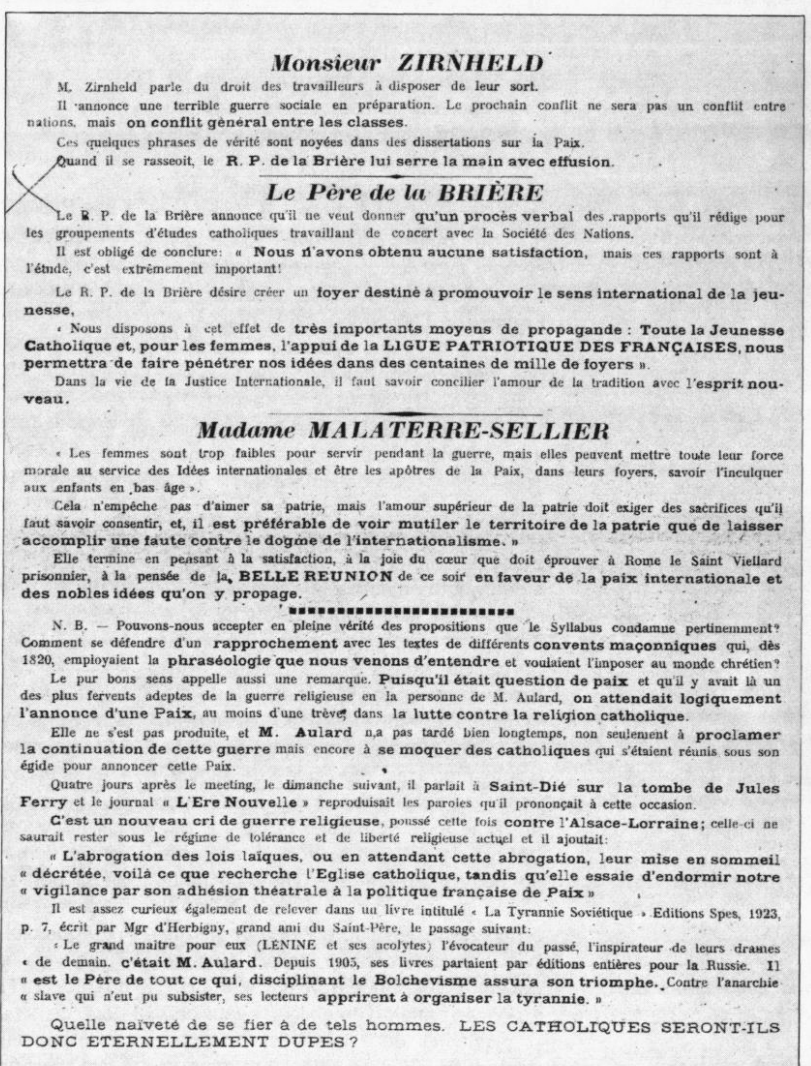 Monsieur ZIRNHELD
M. Zirnheld parle du droit des travailleurs à disposer de leur sort.
Il annonce une terrible guerre sociale en préparation. Le prochain conflit ne sera pas un conflit entre
nations, mais on conflit général entre les classes.
Ces quelques phrases de vérité sont noyées dans des dissertations sur la Paix.
Quand il se rasseoit, le R. P. de la Brière lui serre la main avec effusion.
Le Père de la BRIÈRE
Le R. P. de la Brière annonce qu'il ne veut donner qu'un procès verbal des rapports qu'il rédige pour
les groupements d'études catholiques travaillant de concert avec la Société des Nations.
Il est obligé de conclure: « Nous n'avons obtenu aucune satisfaction, mais ces rapports sont à
l'étude, c'est extrêmement important!
Le R. P. de la Brière désire créer un foyer destiné à promouvoir le sens international de la jeu-
nesse,
« Nous disposons à cet effet de très importants moyens de propagande : Toute la Jeunesse
Catholique et, pour les femmes, l'appui de la LIGUE PATRIOTIQUE DES FRANÇAISES, nous
permettra de faire pénétrer nos idées dans des centaines de mille de foyers ».
Dans la vie de la Justice Internationale, il faut savoir concilier l'amour de la tradition avec l'esprit nou-
veau.
Madame MALATERRE-SELLIER
« Les femmes sont trop faibles pour servir pendant la guerre, mais elles peuvent mettre toute leur force
morale au service des Idées internationales et être les apôtres de la Paix, dans leurs foyers, savoir l'inculquer
aux enfants en bas âge ».
Cela n'empêche pas d'aimer sa patrie, mais l'amour supérieur de la patrie doit exiger des sacrifices qu'il
faut savoir consentir, et, il est préférable de voir mutiler le territoire de la patrie que de laisser
accomplir une faute contre le dogme de l'internationalisme. »
Elle termine en pensant à la satisfaction, à la joie du cœur que doit éprouver à Rome le Saint Viellard
prisonnier, à la pensée de la BELLE REUNION de ce soir en faveur de la paix internationale et
des nobles idées qu'on y propage.
N. B. — Pouvons-nous accepter en pleine vérité des propositions que le Syllabus condamne pertinemment?
Comment se défendre d'un rapprochement avec les textes de différents convents maçonniques qui, dès
1820, employaient la phraséologie que nous venons d'entendre et voulaient l'imposer au monde chrétien?
Le pur bons sens appelle aussi une remarque. Puisqu'il était question de paix et qu'il y avait là un
des plus fervents adeptes de la guerre religieuse en la personne de M. Aulard, on attendait logiquement
l'annonce d'une Paix, au moins d'une trève dans la lutte contre la religion catholique.
Elle ne s'est pas produite, et M. Aulard n,a pas tardé bien longtemps, non seulement à proclamer
la continuation de cette guerre mais encore à se moquer des catholiques qui s'étaient réunis sous son
égide pour annoncer cette Paix.
Quatre jours après le meeting, le dimanche suivant, il parlait à Saint-Dié sur la tombe de Jules
Ferry et le journal « L'Ere Nouvelle » reproduisait les paroles qu'il prononçait à cette occasion.
C'est un nouveau cri de guerre religieuse, poussé cette fois contre l'Alsace-Lorraine; celle-ci ne
saurait rester sous le régime de tolérance et de liberté religieuse actuel et il ajoutait:
« L'abrogation des lois laïques, ou en attendant cette abrogation, leur mise en sommeil
« décrétée, voilà ce que recherche l'Eglise catholique, tandis qu'elle essaie d'endormir notre
« vigilance par son adhésion théatrale à la politique française de Paix »
Il est assez curieux également de relever dans un livre intitulé « La Tyrannie Soviétique » Editions Spes, 1923,
p. 7, écrit par Mgr d'Herbigny, grand ami du Saint-Père, le passage suivant:
« Le grand maitre pour eux (LÉNINE et ses acolytes) l'évocateur du passé, l'inspirateur de leurs drames
« de demain. c'était M. Aulard. Depuis 1905, ses livres partaient par éditions entières pour la Russie. Il
« est le Père de tout ce qui, disciplinant le Bolchevisme assura son triomphe. Contre l'anarchie
« slave qui n'eut pu subsister, ses lecteurs apprirent à organiser la tyrannie. »
Quelle naïveté de se fier à de tels hommes. LES CATHOLIQUES SERONT-ILS
DONC ETERNELLEMENT DUPES ?